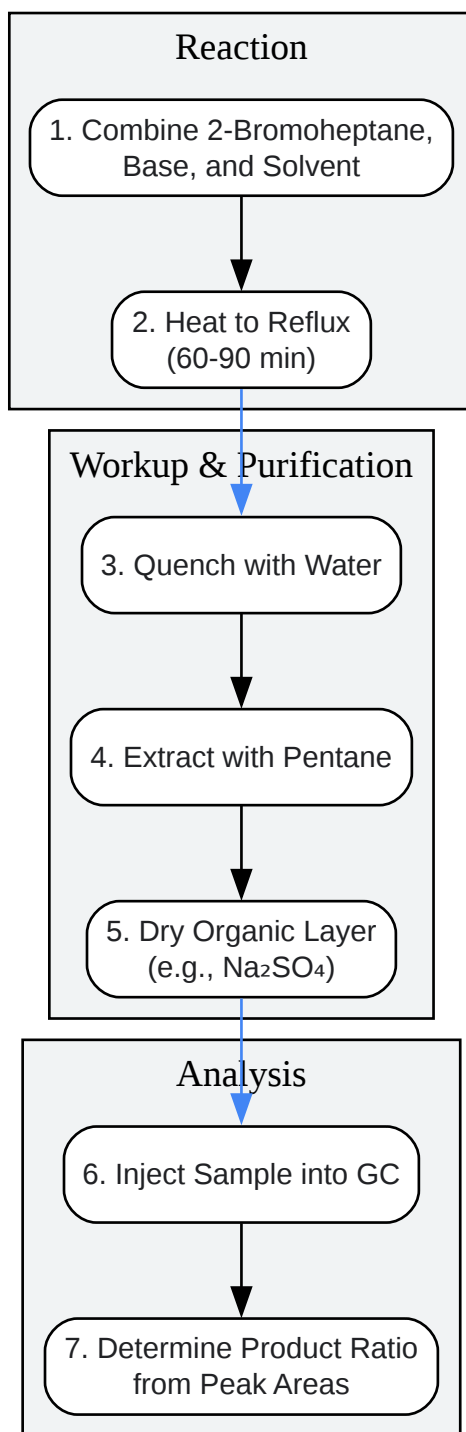 Reaction
1. Combine 2-Bromoheptane,
Base, and Solvent
2. Heat to Reflux
(60-90 min)
Workup & Purification
3. Quench with Water
4. Extract with Pentane
5. Dry Organic Layer
(e.g., Na₂SO₄)
Analysis
6. Inject Sample into GC
7. Determine Product Ratio
from Peak Areas